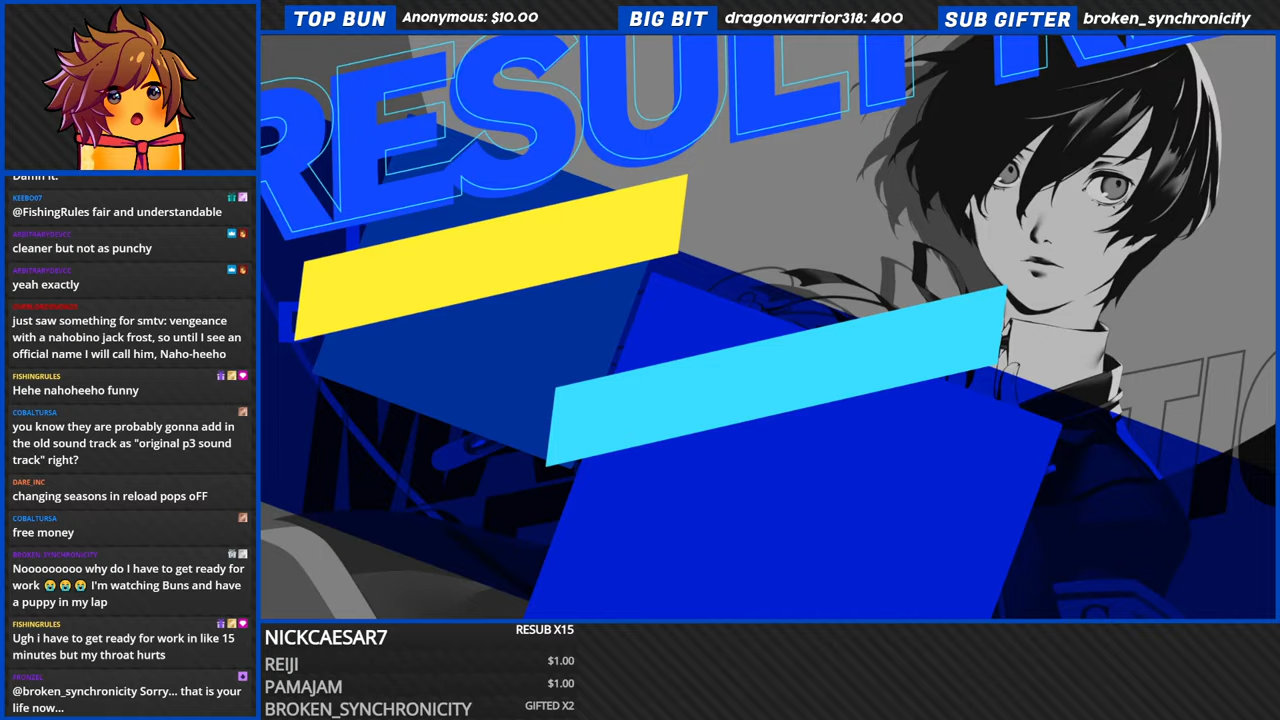 TOP BUN Anonymous: $10.00 BIG BIT dragonwarrior318: 400 SUB GIFTER broken_synchronicity
RESULT
Damn it.
KEEBO07
@FishingRules fair and understandable
cleaner but not as punchy
yeah exactly
just saw something for smtv: vengeance
with a nahobino jack frost, so until I see an
official name I will call him, Naho-heeho
FISHINGRULES
Hehe nahoheeho funny
COBALTURSA
you know they are probably gonna add in
the old sound track as "original p3 sound
track" right?
DARE_INC
changing seasons in reload pops oFF
COBALTURSA
free money
BROKEN_SYNCHRONICITY
Nooooooooo why do I have to get ready for
work 😭 😭 😭 I'm watching Buns and have
a puppy in my lap
FISHINGRULES
Ugh i have to get ready for work in like 15
minutes but my throat hurts
@broken_synchronicity Sorry... that is your
life now...
NICKCAESAR7 RESUB X15
REIJI $1.00
PAMAJAM $1.00
BROKEN_SYNCHRONICITY GIFTED X2